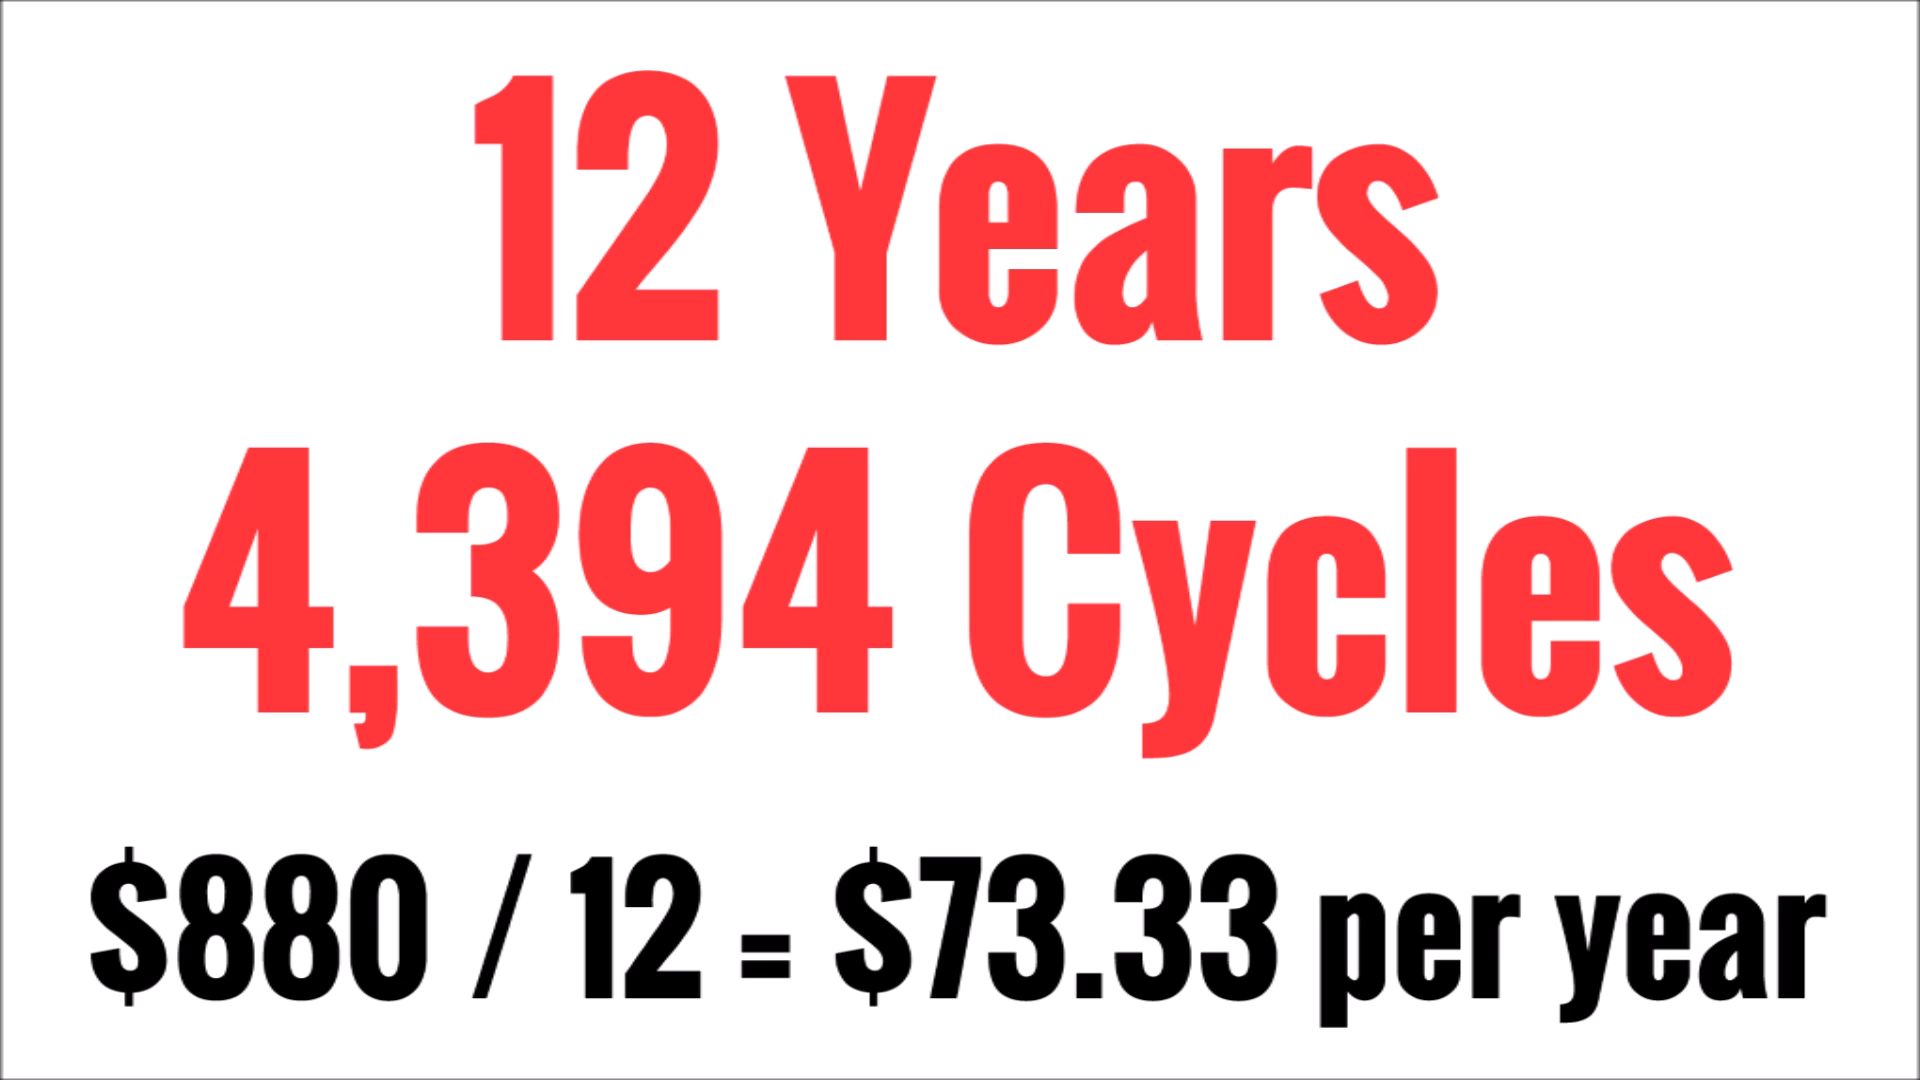 12 Years
4,394 Cycles
$880 / 12 = $73.33 per year